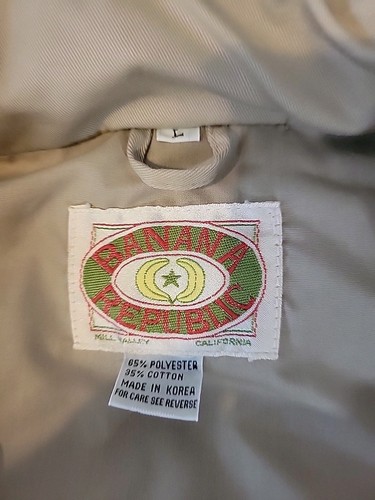 L
BANANA
REPUBLIC
MILL VALLEY CALIFORNIA
65% POLYESTER
35% COTTON
MADE IN KOREA
FOR CARE SEE REVERSE